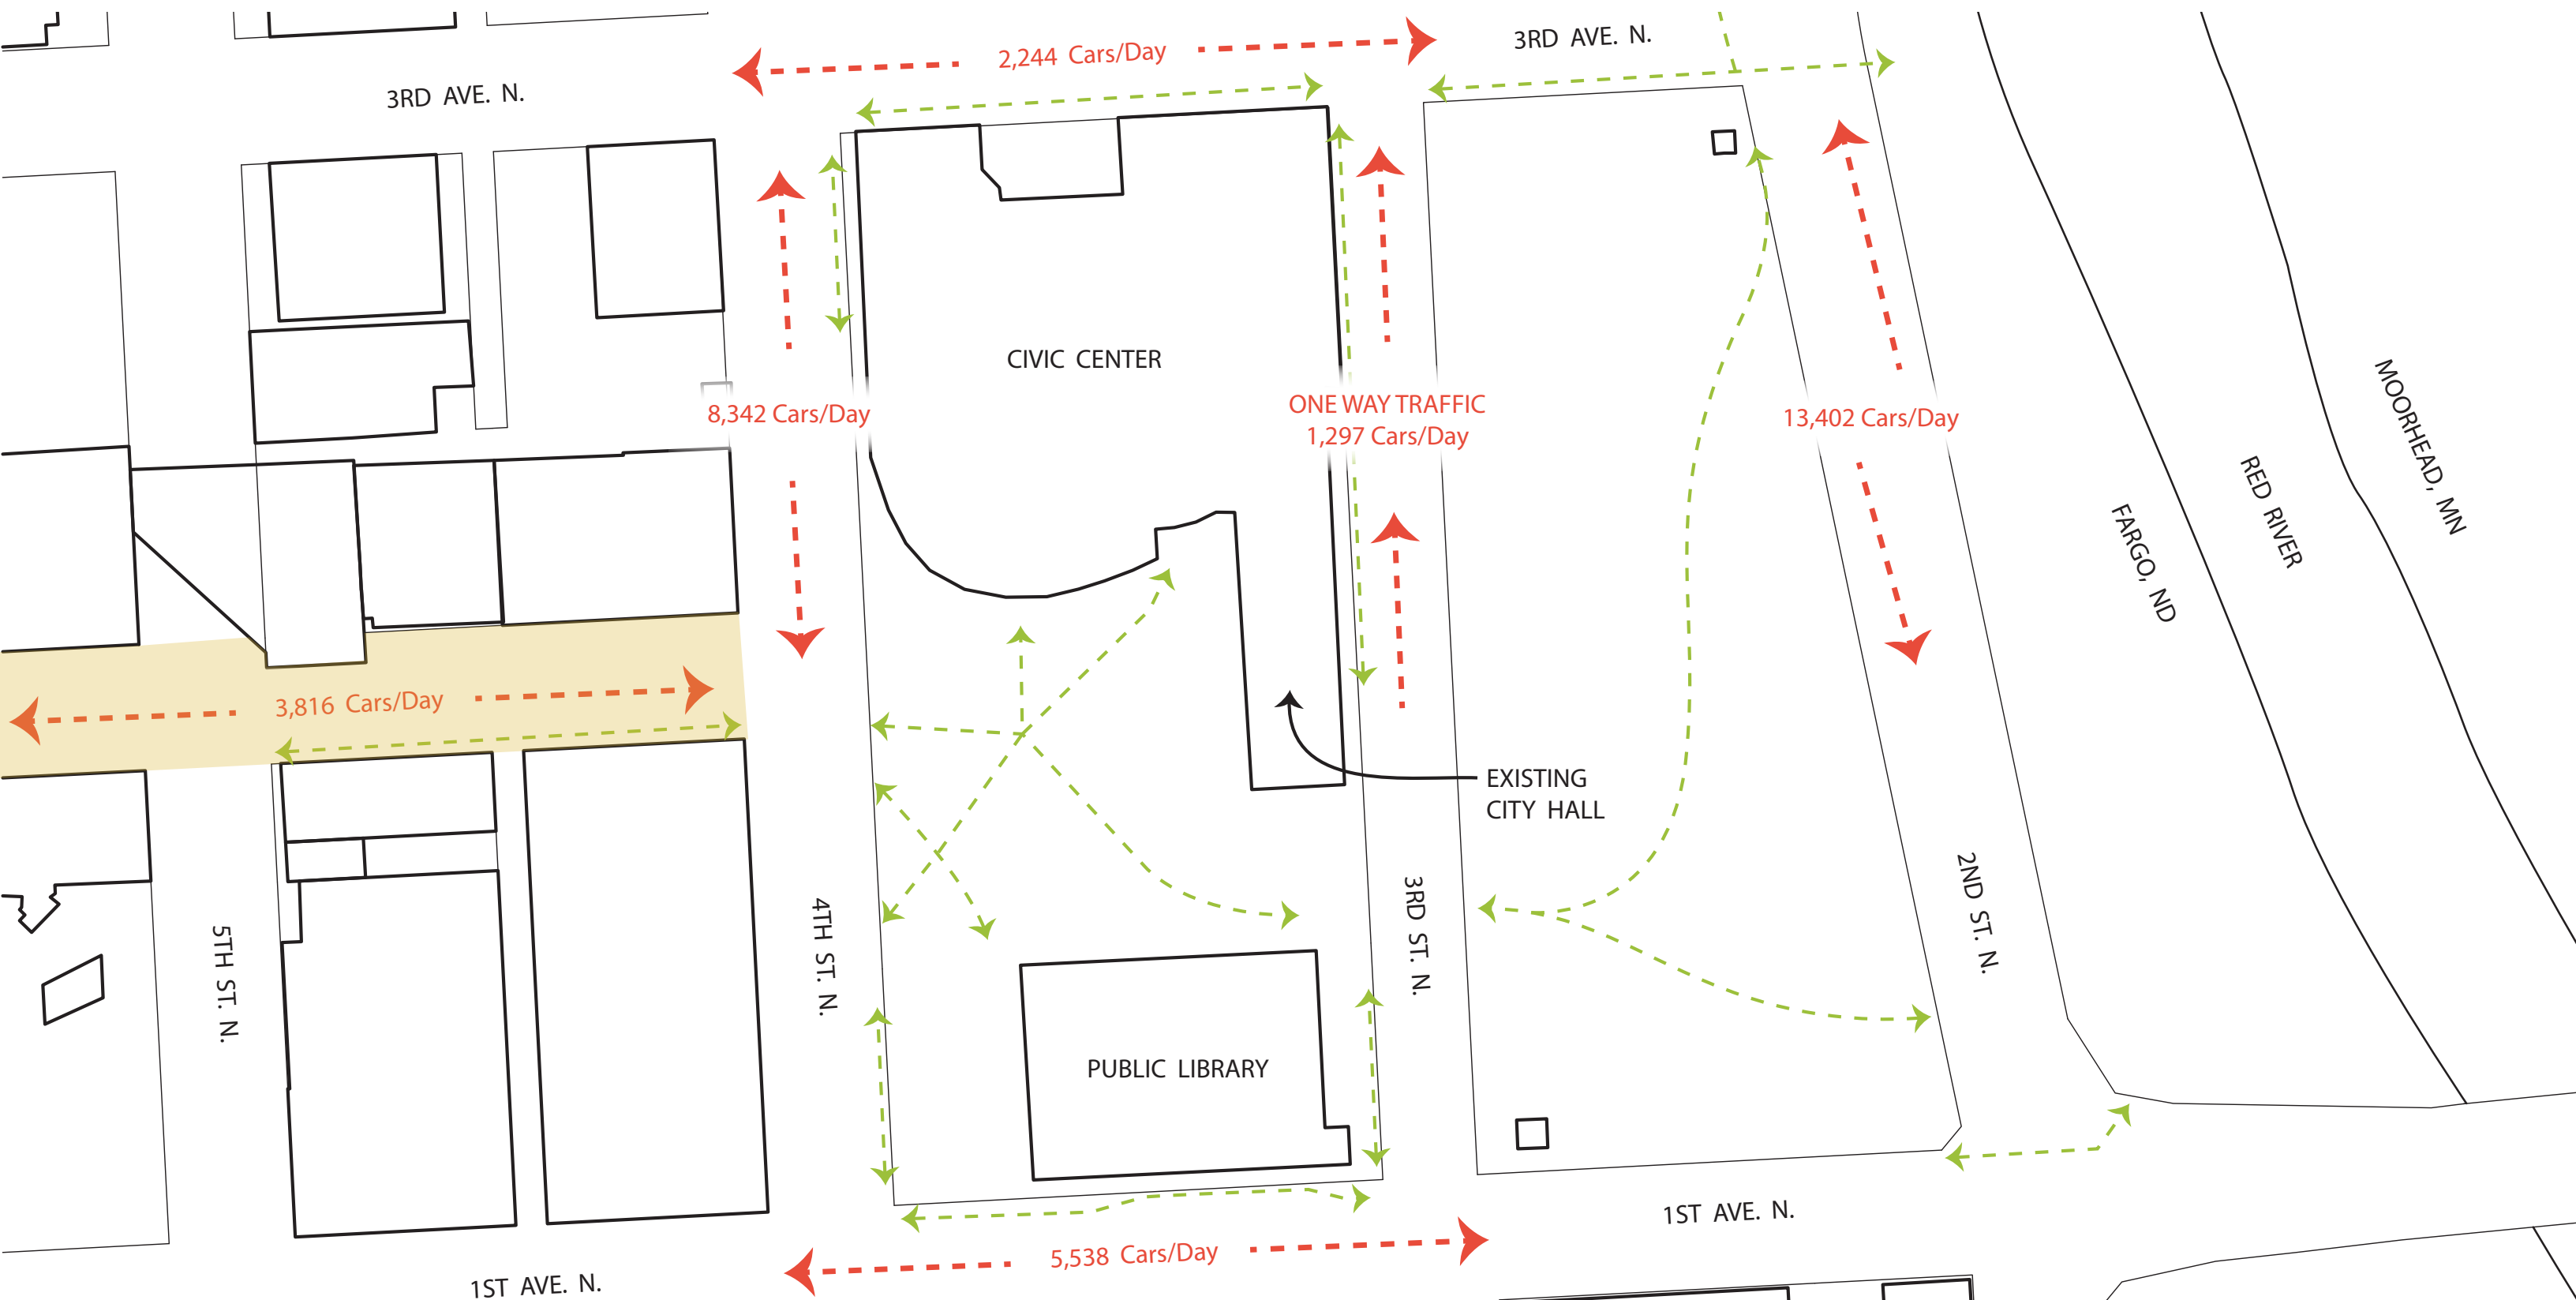 3RD AVE. N.
2,244 Cars/Day
3RD AVE. N.
CIVIC CENTER
8,342 Cars/Day
ONE WAY TRAFFIC
1,297 Cars/Day
13,402 Cars/Day
MOORHEAD, MN
RED RIVER
FARGO, ND
3,816 Cars/Day
EXISTING
CITY HALL
5TH ST. N.
4TH ST. N.
3RD ST. N.
2ND ST. N.
PUBLIC LIBRARY
1ST AVE. N.
5,538 Cars/Day
1ST AVE. N.